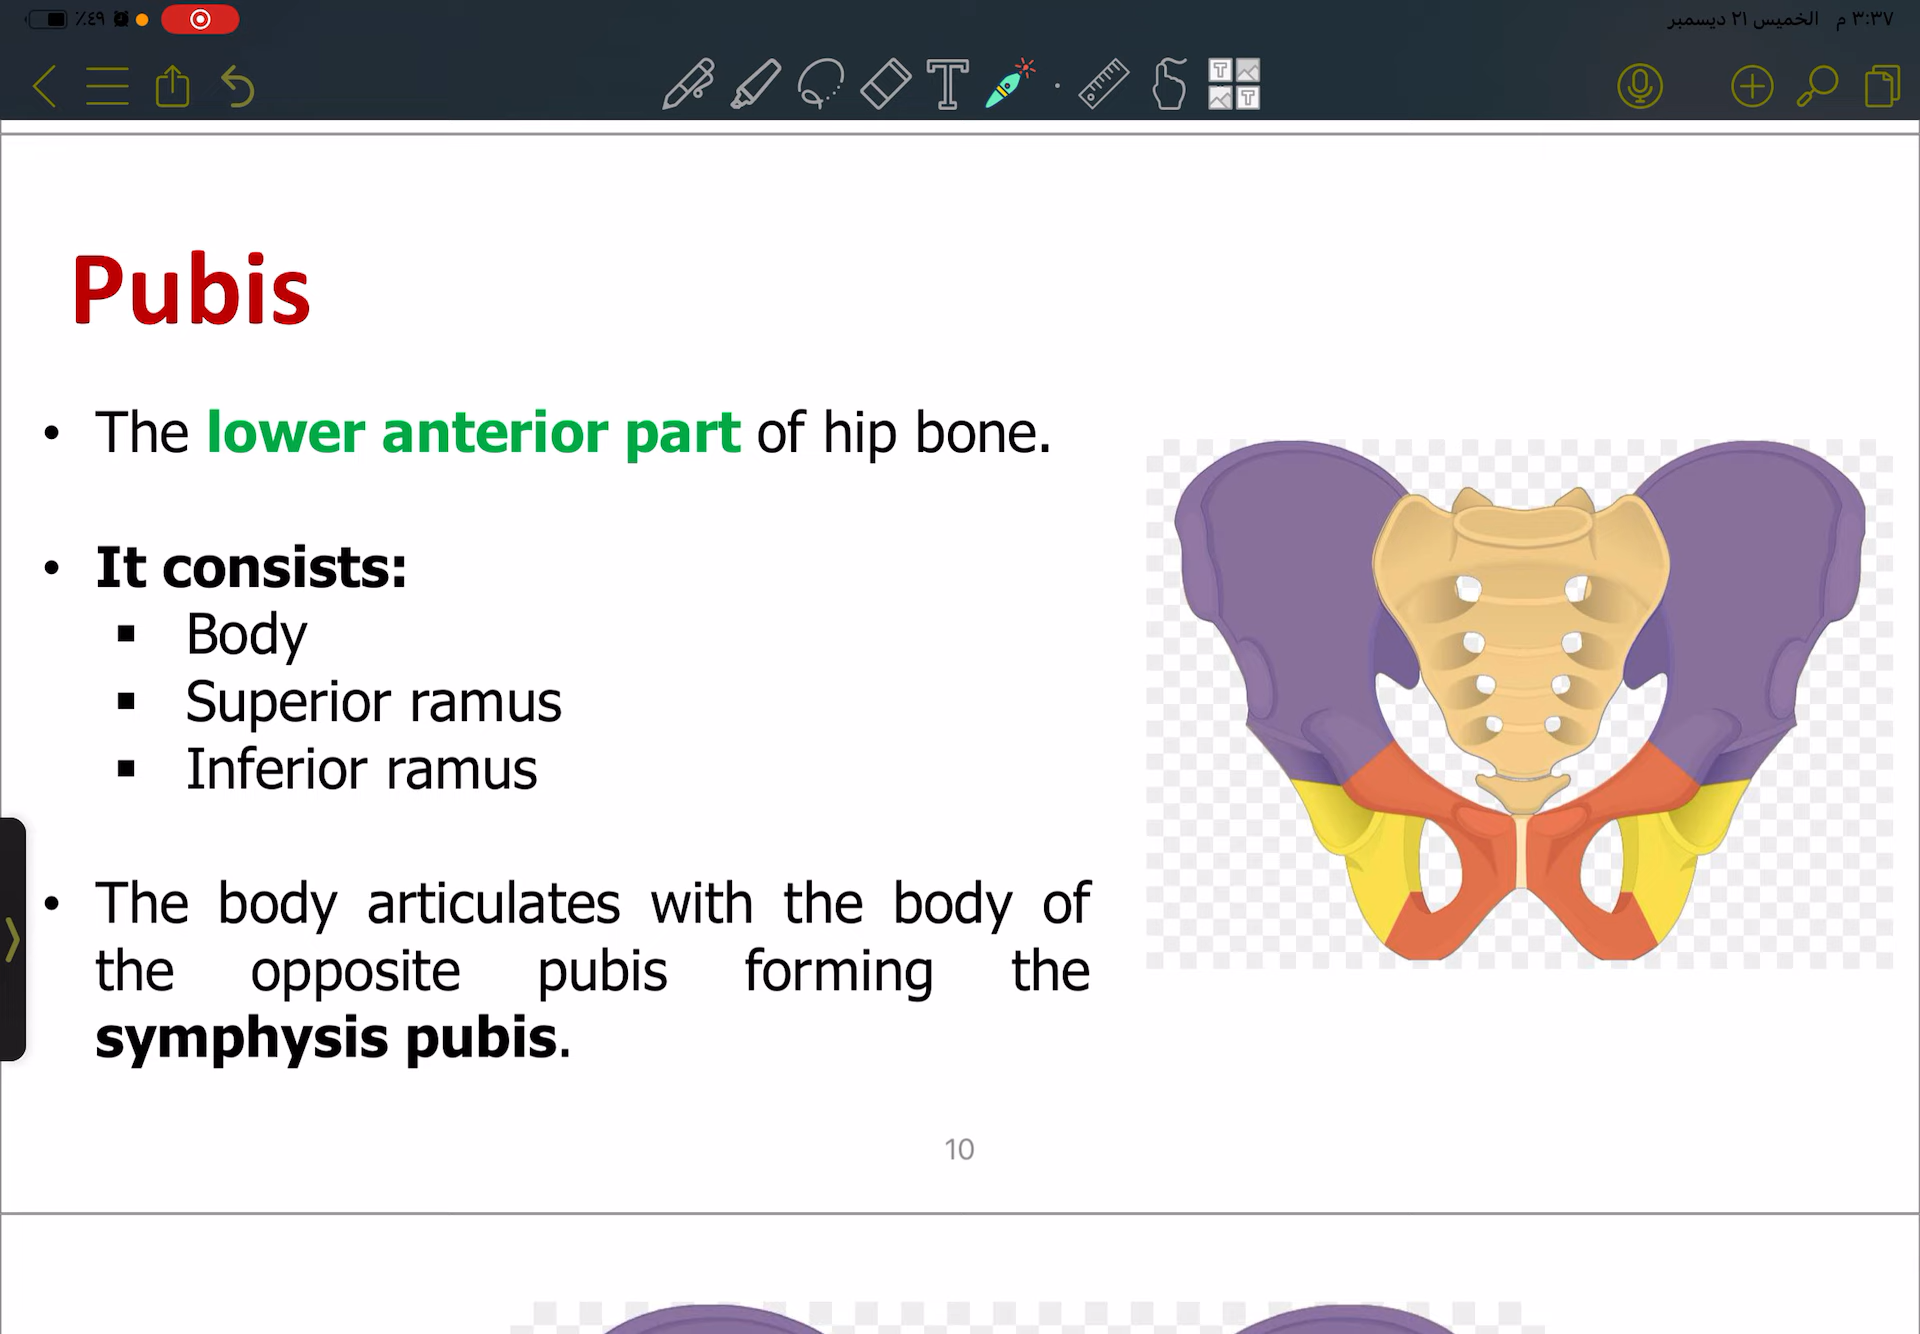 ٪٤٩
٣:٣٧ م الخميس ٢١ ديسمبر
Pubis
• The lower anterior part of hip bone.
• It consists:
▪ Body
▪ Superior ramus
▪ Inferior ramus
• The body articulates with the body of
the opposite pubis forming the
symphysis pubis.
10